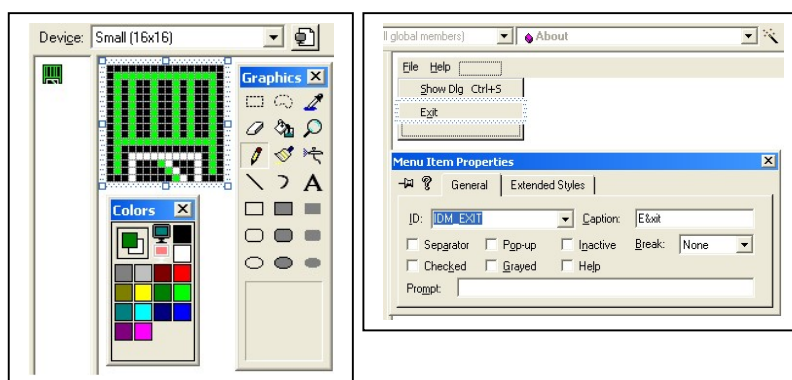 Device: Small (16x16)
Graphics
A
Colors
ll global members) About
File Help
Show Dlg Ctrl+S
Exit
Menu Item Properties
General Extended Styles
ID: IDM_EXIT Caption: E&xit
Separator Pop-up Inactive Break: None
Checked Grayed Help
Prompt: